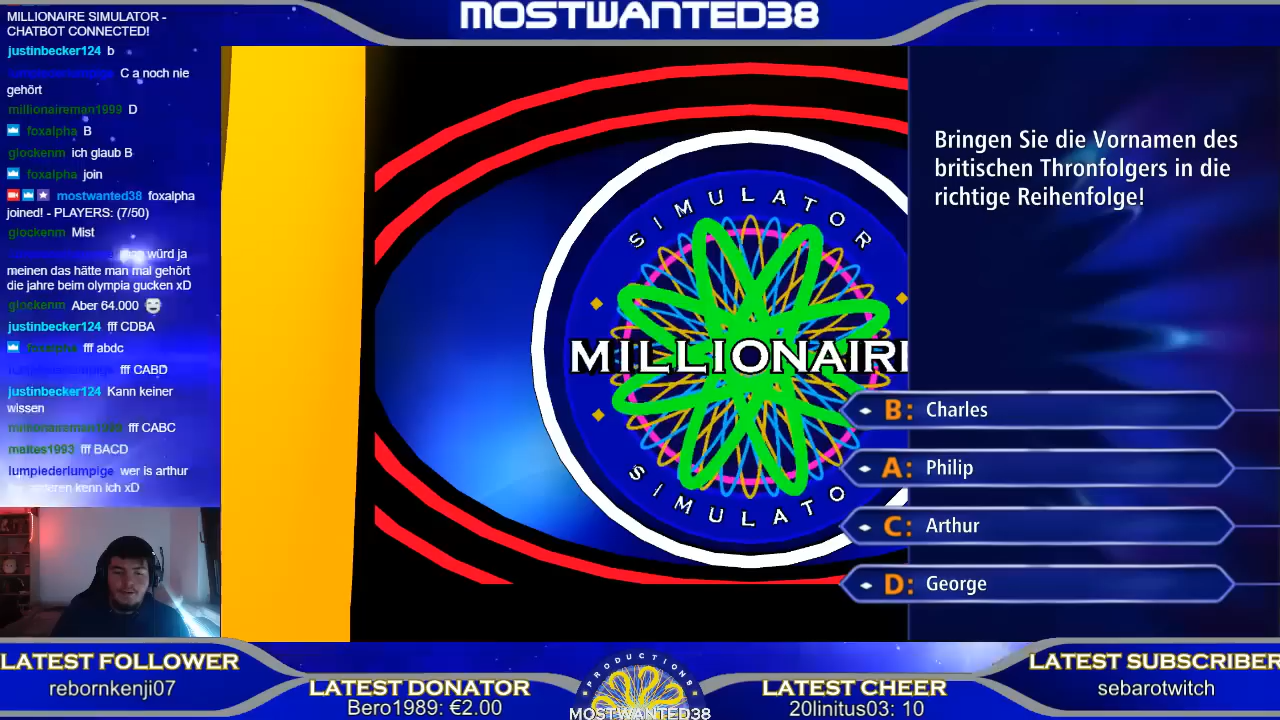 MOSTWANTED38
MILLIONAIRE SIMULATOR -
CHATBOT CONNECTED!
justinbecker124 b
lumpiederlumpige C a noch nie
gehört
millionaireman1999 D
foxalpha B
glockenm ich glaub B
foxalpha join
mostwanted38 foxalpha
joined! - PLAYERS: (7/50)
glockenm Mist
würd ja
meinen das hätte man mal gehört
die jahre beim olympia gucken xD
glockenm Aber 64.000
justinbecker124 fff CDBA
foxalpha fff abdc
lumpiederlumpige fff CABD
justinbecker124 Kann keiner
wissen
millionaireman1999 fff CABC
maltes1993 fff BACD
lumpiederlumpige wer is arthur
kenn ich xD
SIMULATOR
MILLIONAIRE
SIMULATO
Bringen Sie die Vornamen des
britischen Thronfolgers in die
richtige Reihenfolge!
B: Charles
A: Philip
C: Arthur
D: George
LATEST FOLLOWER
rebornkenji07
LATEST DONATOR
Bero1989: €2.00
PRODUCTIONS
MOSTWANTED38
LATEST CHEER
20linitus03: 10
LATEST SUBSCRIBER
sebarotwitch